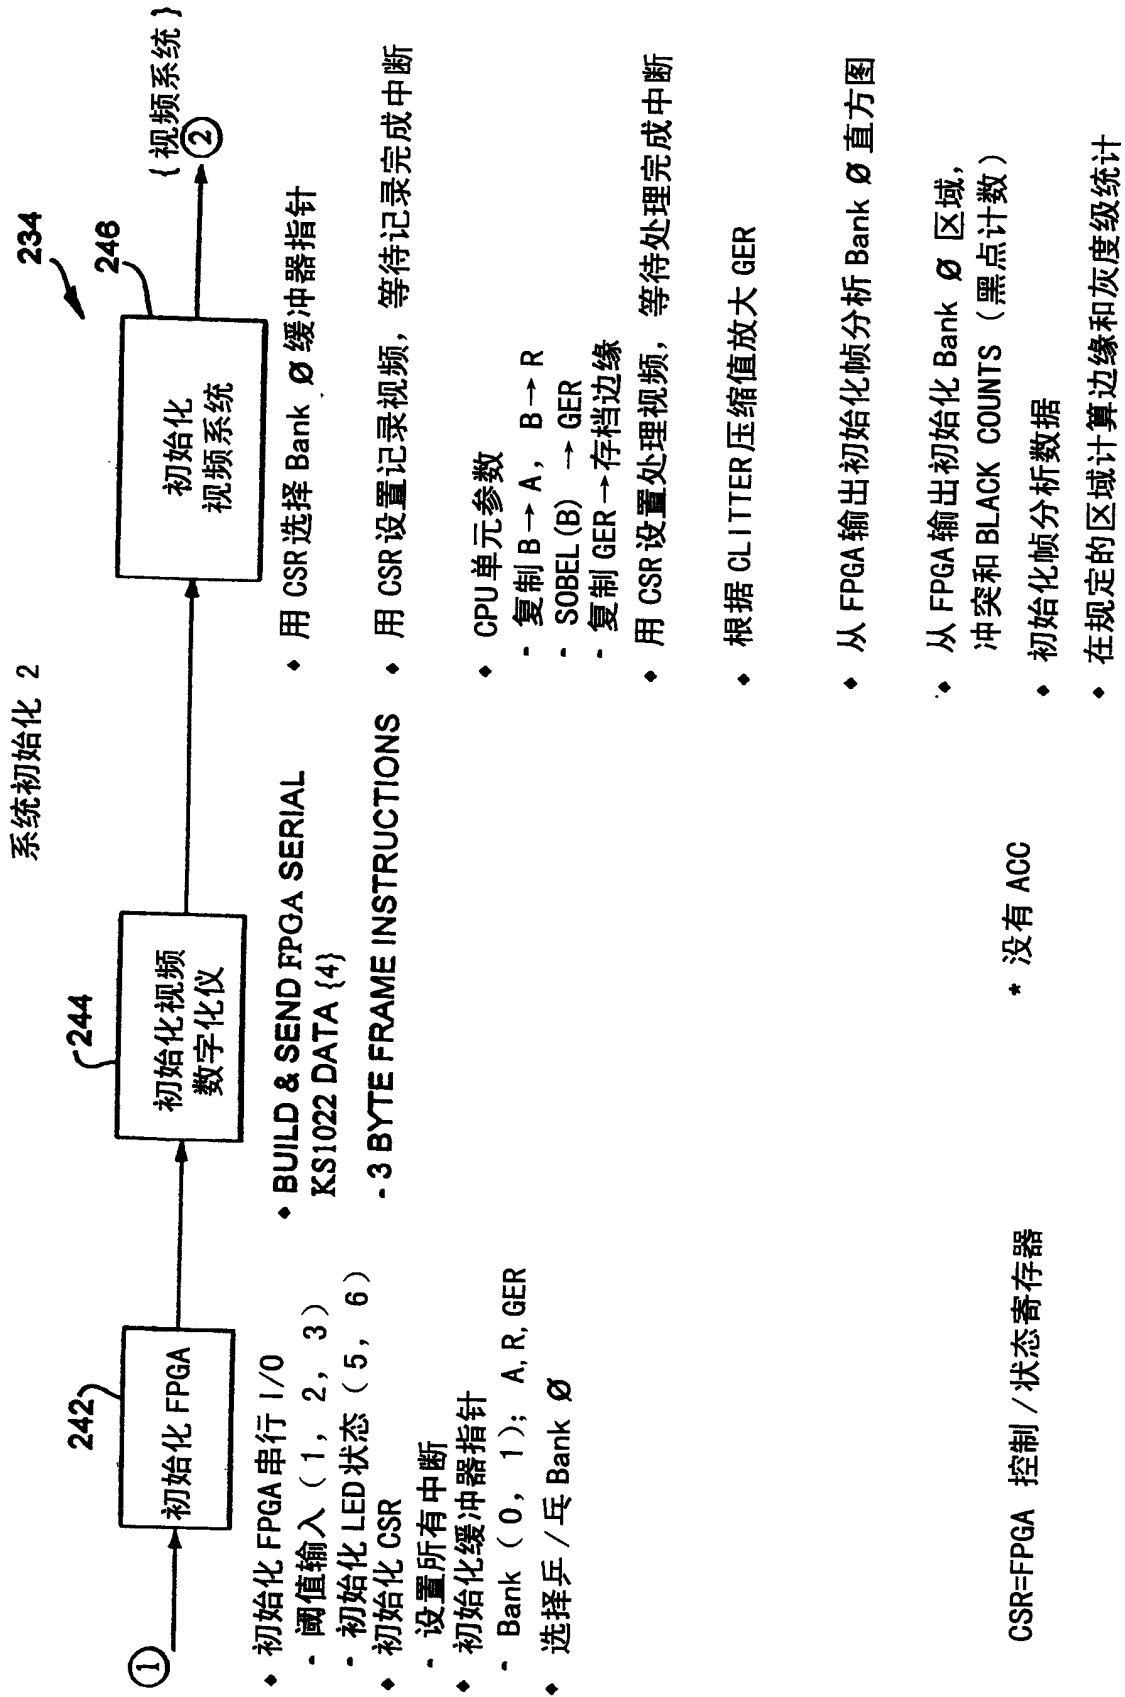 系统初始化 2
234
{视频系统}
①
242
初始化 FPGA
244
初始化视频
数字化仪
246
初始化
视频系统
②
◆ 初始化 FPGA 串行 I/O
- 阈值输入（1，2，3）
- 初始化 LED 状态（5，6）
◆ 初始化 CSR
- 设置所有中断
◆ 初始化缓冲器指针
- Bank（0，1）；A,R,GER
◆ 选择乒/乓 Bank Ø
◆ BUILD & SEND FPGA SERIAL
KS1022 DATA {4}
- 3 BYTE FRAME INSTRUCTIONS
◆ 用 CSR 选择 Bank Ø 缓冲器指针
◆ 用 CSR 设置记录视频，等待记录完成中断
◆ CPU 单元参数
- 复制 B→A，B→R
- SOBEL(B) →GER
- 复制 GER→存档边缘
◆ 用 CSR 设置处理视频，等待处理完成中断
◆ 根据 CLITTER 压缩值放大 GER
◆ 从 FPGA 输出初始化帧分析 Bank Ø 直方图
◆ 从 FPGA 输出初始化 Bank Ø 区域，
冲突和 BLACK COUNTS（黑点计数）
◆ 初始化帧分析数据
◆ 在规定的区域计算边缘和灰度级统计
CSR=FPGA 控制/状态寄存器
* 没有 ACC